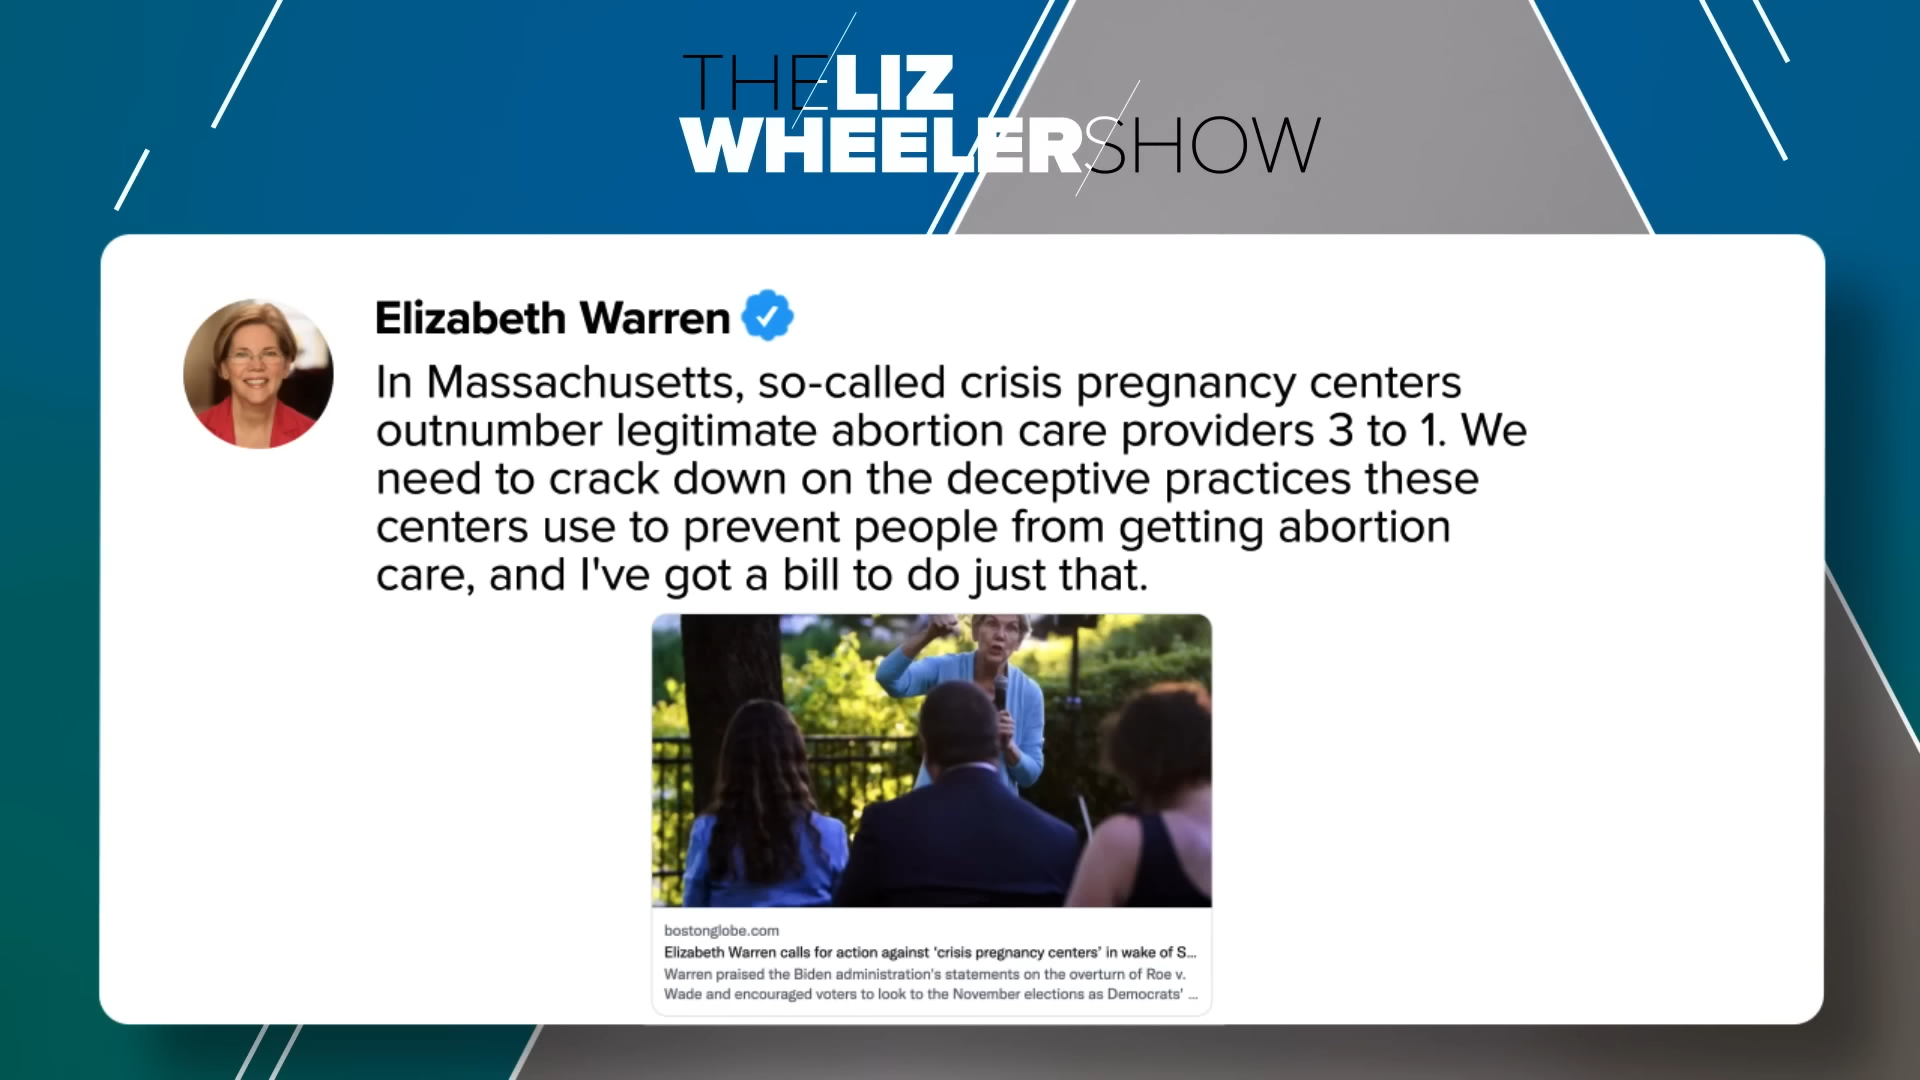 THE LIZ
WHEELER SHOW
Elizabeth Warren
In Massachusetts, so-called crisis pregnancy centers
outnumber legitimate abortion care providers 3 to 1. We
need to crack down on the deceptive practices these
centers use to prevent people from getting abortion
care, and I've got a bill to do just that.
bostonglobe.com
Elizabeth Warren calls for action against 'crisis pregnancy centers' in wake of S...
Warren praised the Biden administration's statements on the overturn of Roe v.
Wade and encouraged voters to look to the November elections as Democrats' ...